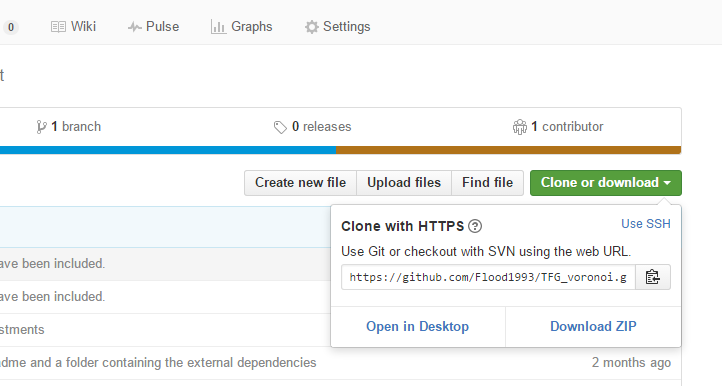 0 Wiki Pulse Graphs Settings
t
1 branch 0 releases 1 contributor
Create new file Upload files Find file Clone or download
Clone with HTTPS ? Use SSH
Use Git or checkout with SVN using the web URL.
ave been included.
https://github.com/Flood1993/TFG_voronoi.g
ave been included.
stments
Open in Desktop Download ZIP
adme and a folder containing the external dependencies 2 months ago